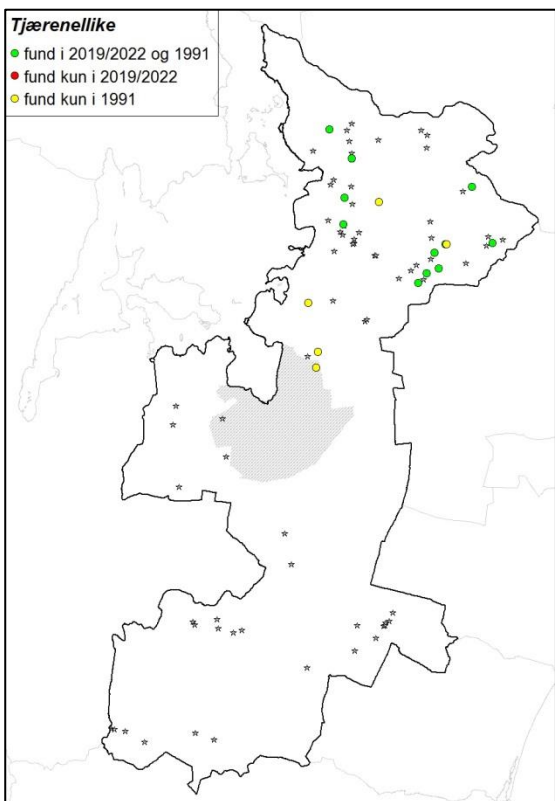 Tjærenellike
fund i 2019/2022 og 1991
fund kun i 2019/2022
fund kun i 1991